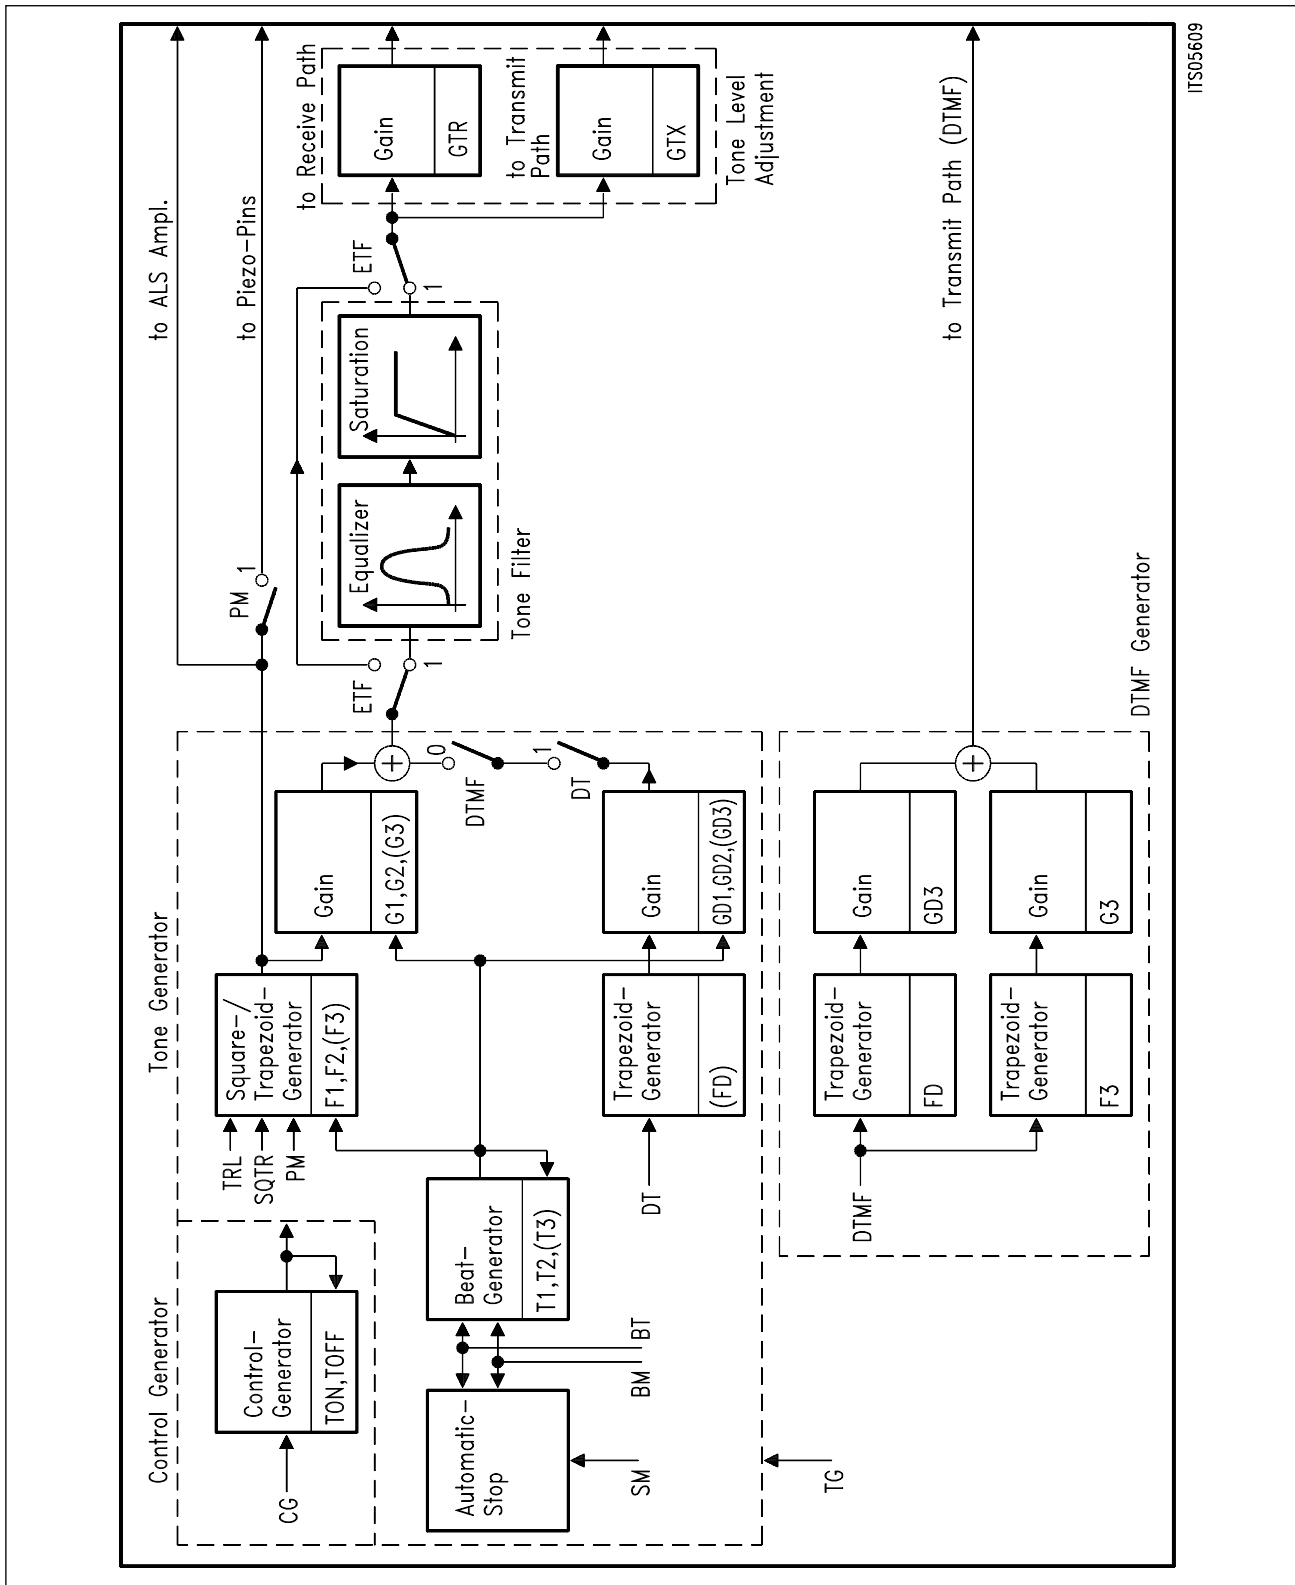 Control Generator
CG
Control-
Generator
TON,TOFF
Tone Generator
TRL
SQTR
PM
Square-/
Trapezoid-
Generator
F1,F2,(F3)
Gain
G1,G2,(G3)
Automatic-
Stop
SM
BM
BT
Beat-
Generator
T1,T2,(T3)
DT
Trapezoid-
Generator
(FD)
Gain
GD1,GD2,(GD3)
+
0
DTMF
1
DT
TG
PM
1
to ALS Ampl.
to Piezo-Pins
ETF
1
Equalizer
Saturation
Tone Filter
ETF
1
to Receive Path
Gain
GTR
to Transmit
Path
Gain
GTX
Tone Level
Adjustment
DTMF
Trapezoid-
Generator
FD
Gain
GD3
Trapezoid-
Generator
F3
Gain
G3
+
DTMF Generator
to Transmit Path (DTMF)
ITS05609